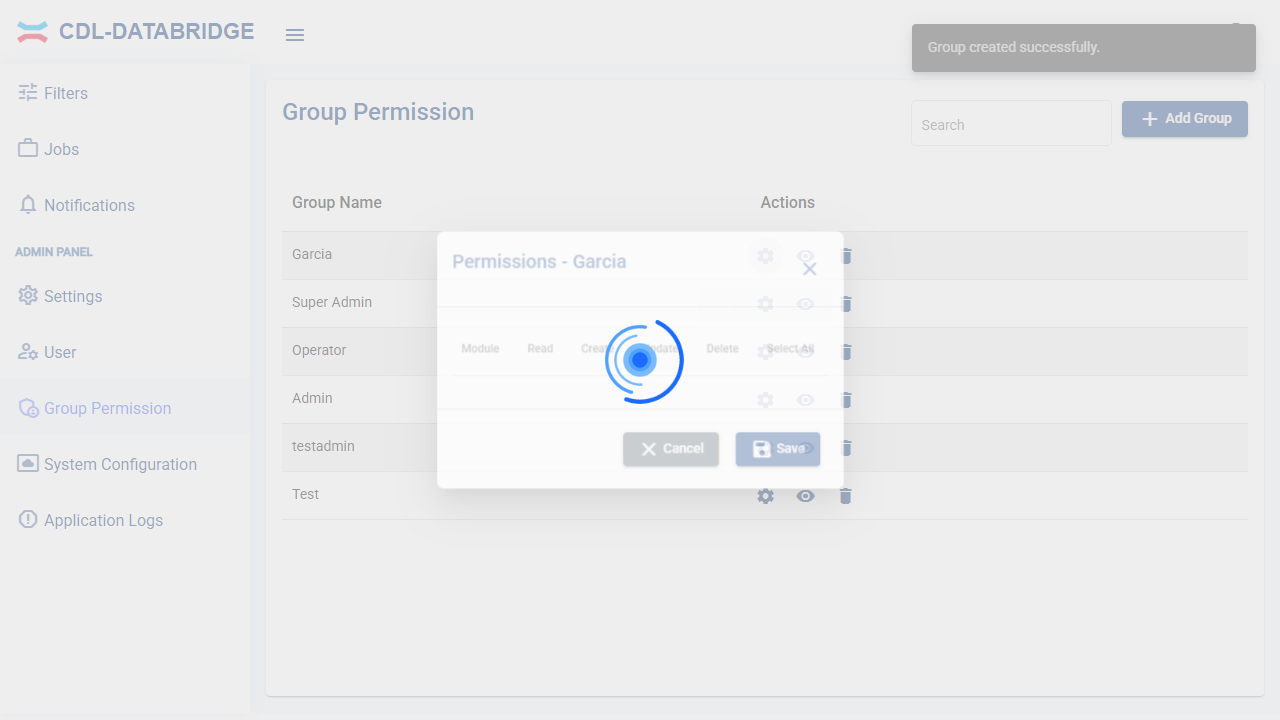 CDL-DATABRIDGE
Group created successfully.
Filters
Jobs
Notifications
ADMIN PANEL
Settings
User
Group Permission
System Configuration
Application Logs
Group Permission
Search
Add Group
Group Name Actions
Garcia
Super Admin
Operator
Admin
testadmin
Test
Permissions - Garcia
Module Read Create Update Delete Select All
Cancel
Save